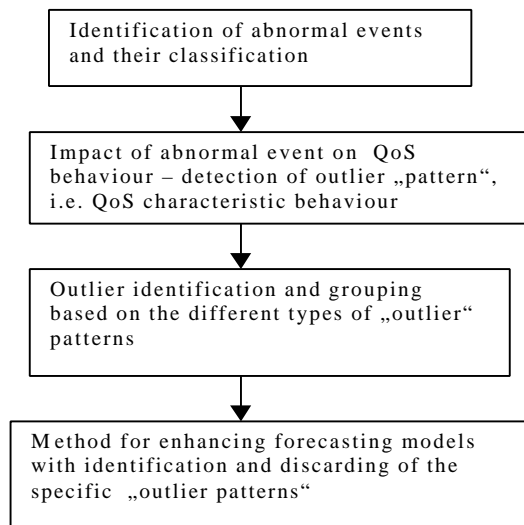 Identification of abnormal events
and their classification
Impact of abnormal event on QoS
behaviour – detection of outlier „pattern“,
i.e. QoS characteristic behaviour
Outlier identification and grouping
based on the different types of „outlier“
patterns
Method for enhancing forecasting models
with identification and discarding of the
specific „outlier patterns“